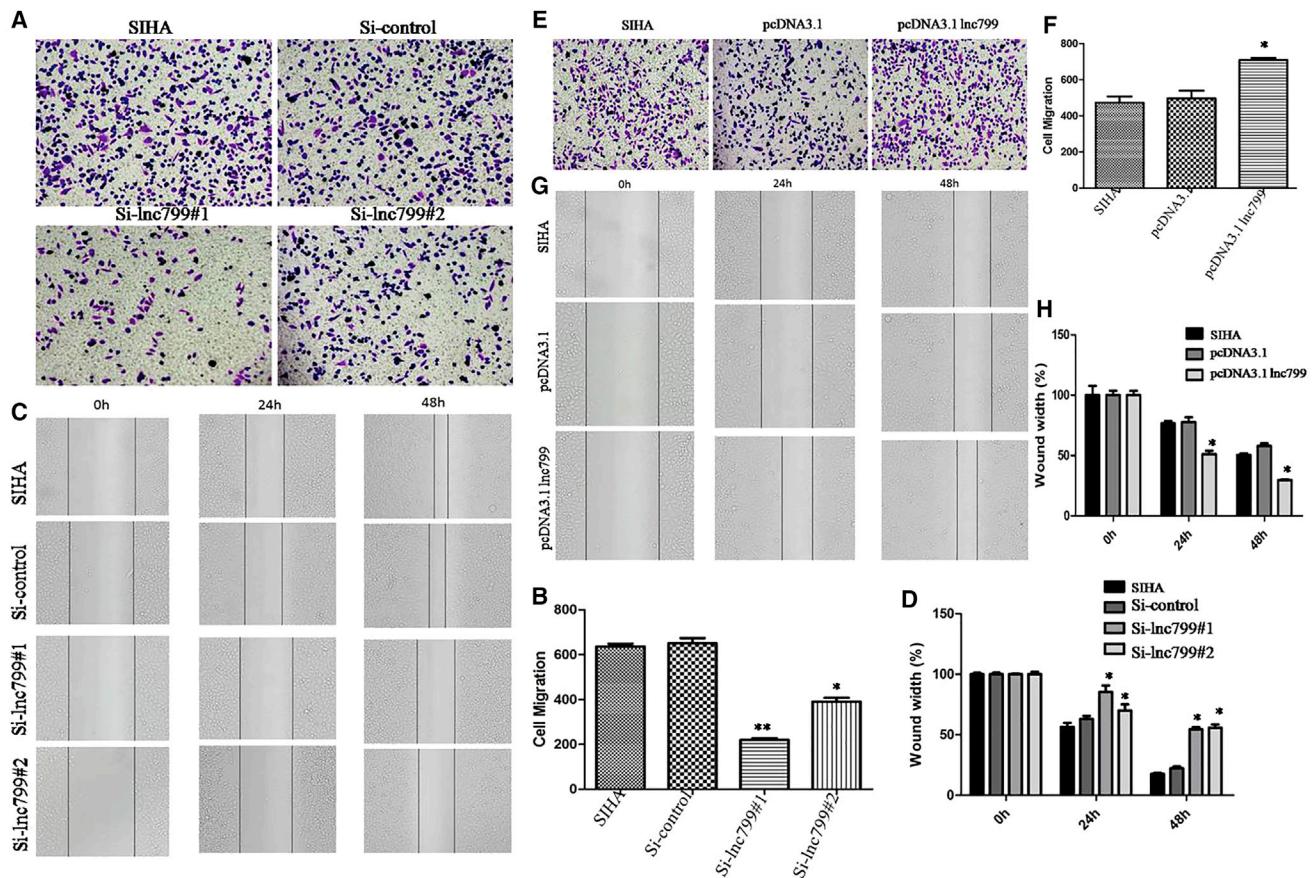 A
SIHA
Si-control
Si-lnc799#1
Si-lnc799#2
C
0h
24h
48h
SIHA
Si-control
Si-lnc799#1
Si-lnc799#2
E
SIHA
pcDNA3.1
pcDNA3.1 lnc799
G
0h
24h
48h
SIHA
pcDNA3.1
pcDNA3.1 lnc799
B
Cell Migration
800
600
400
200
0
**
*
SIHA
Si-control
Si-lnc799#1
Si-lnc799#2
F
Cell Migration
800
600
400
200
0
*
SIHA
pcDNA3.1
pcDNA3.1 lnc799
H
Wound width (%)
150
100
50
0
SIHA
pcDNA3.1
pcDNA3.1 lnc799
*
*
0h
24h
48h
D
Wound width (%)
150
100
50
0
SIHA
Si-control
Si-lnc799#1
Si-lnc799#2
*
*
*
*
0h
24h
48h